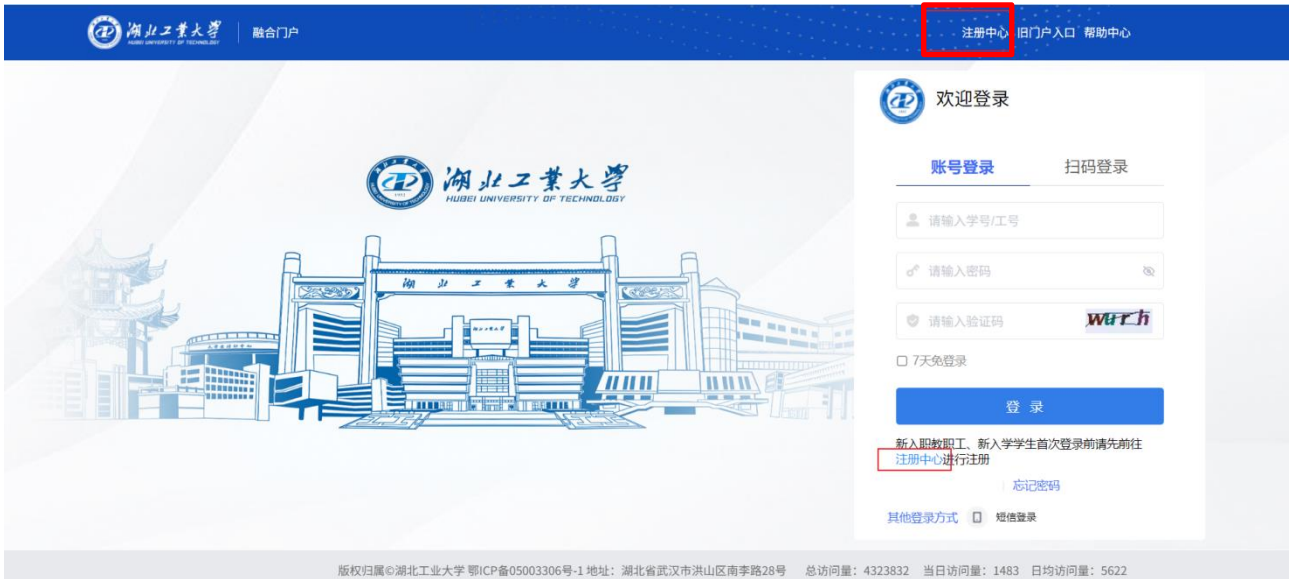 湖北工業大學
HUBEI UNIVERSITY OF TECHNOLOGY
融合门户
注册中心 旧门户入口 帮助中心
欢迎登录
湖北工業大學
HUBEI UNIVERSITY OF TECHNOLOGY
湖北工業大學
账号登录 扫码登录
请输入学号/工号
请输入密码
请输入验证码 wurh
7天免登录
登 录
新入职教职工、新入学学生首次登录前请先前往
注册中心进行注册
忘记密码
其他登录方式 短信登录
版权归属©湖北工业大学 鄂ICP备05003306号-1 地址：湖北省武汉市洪山区南李路28号 总访问量：4323832 当日访问量：1483 日均访问量：5622